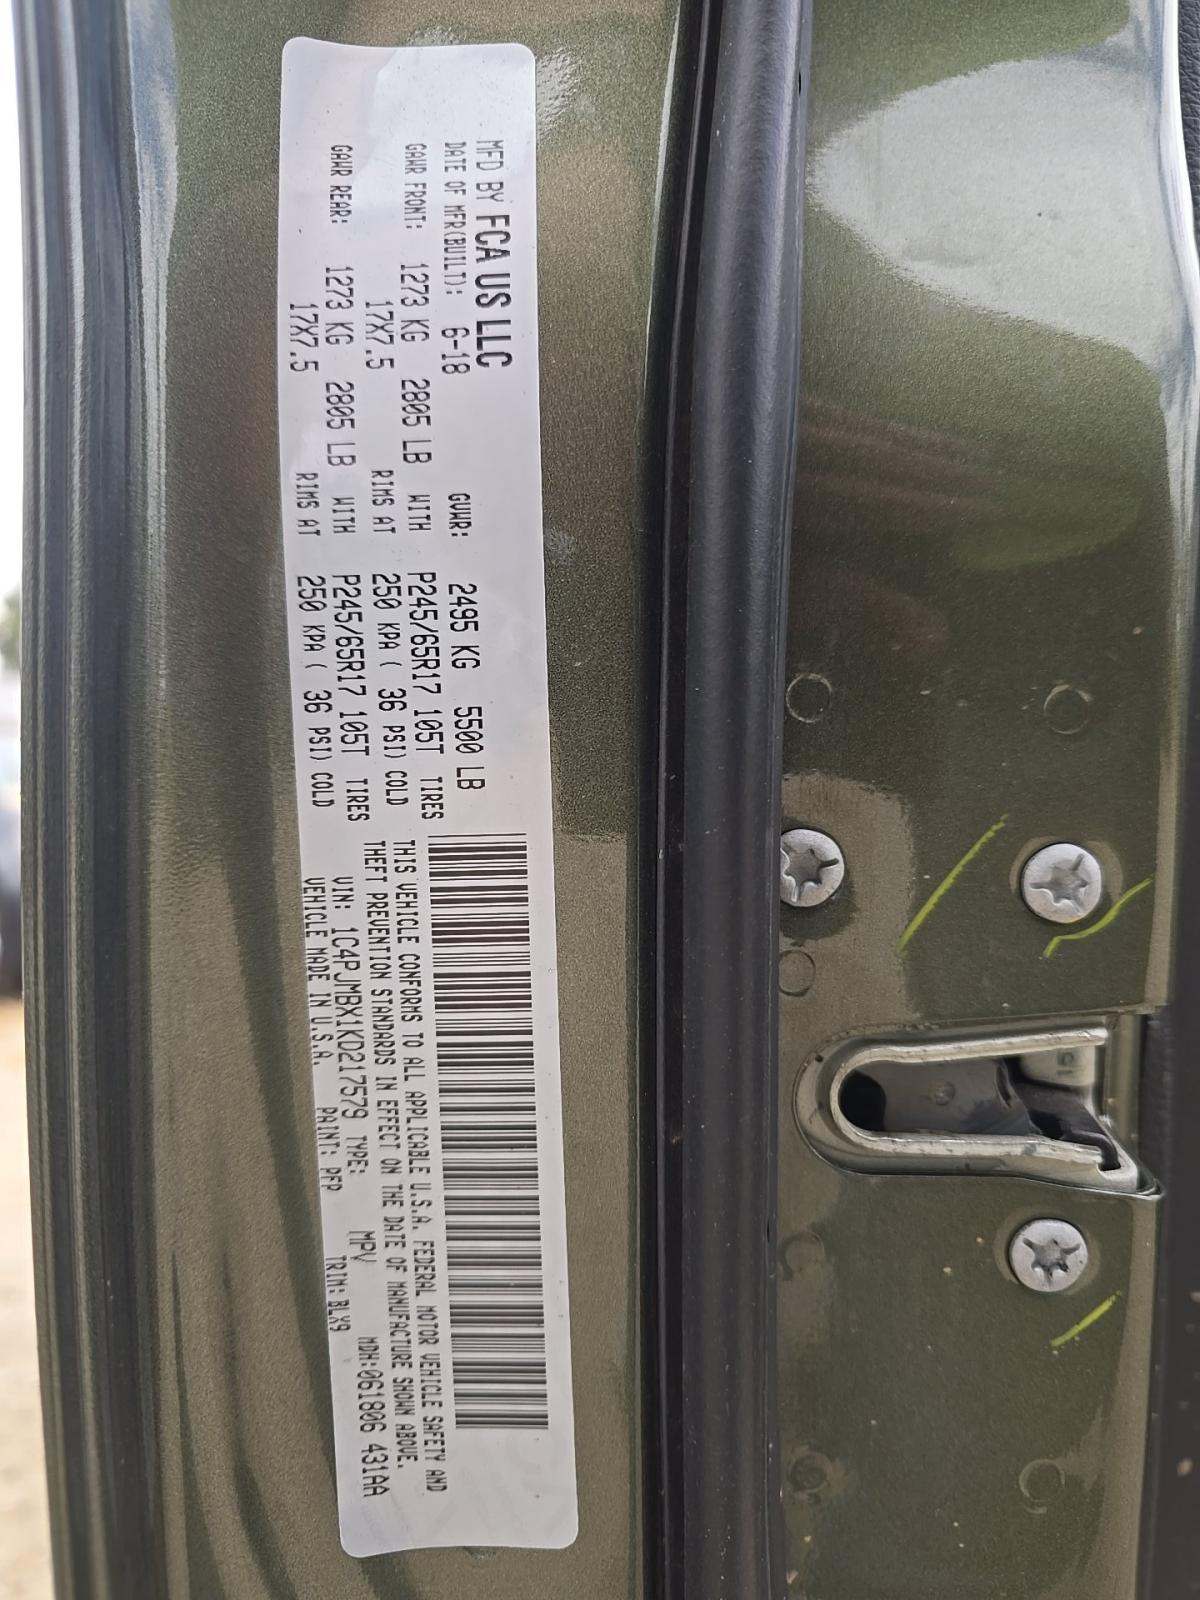 MFD BY FCA US LLC
DATE OF MFR(BUILT): 6-18 GVWR: 2495 KG 5500 LB
GAWR FRONT: 1273 KG 2805 LB WITH P245/65R17 105T TIRES
17X7.5 RIMS AT 250 KPA ( 36 PSI) COLD
GAWR REAR: 1273 KG 2805 LB WITH P245/65R17 105T TIRES
17X7.5 RIMS AT 250 KPA ( 36 PSI) COLD
THIS VEHICLE CONFORMS TO ALL APPLICABLE U.S.A. FEDERAL MOTOR VEHICLE SAFETY AND
THEFT PREVENTION STANDARDS IN EFFECT ON THE DATE OF MANUFACTURE SHOWN ABOVE.
VIN: 1C4PJMBX1KD217579 TYPE: MPV MDH:061806 431AA
VEHICLE MADE IN U.S.A. PAINT: PFP TRIM: BLX9